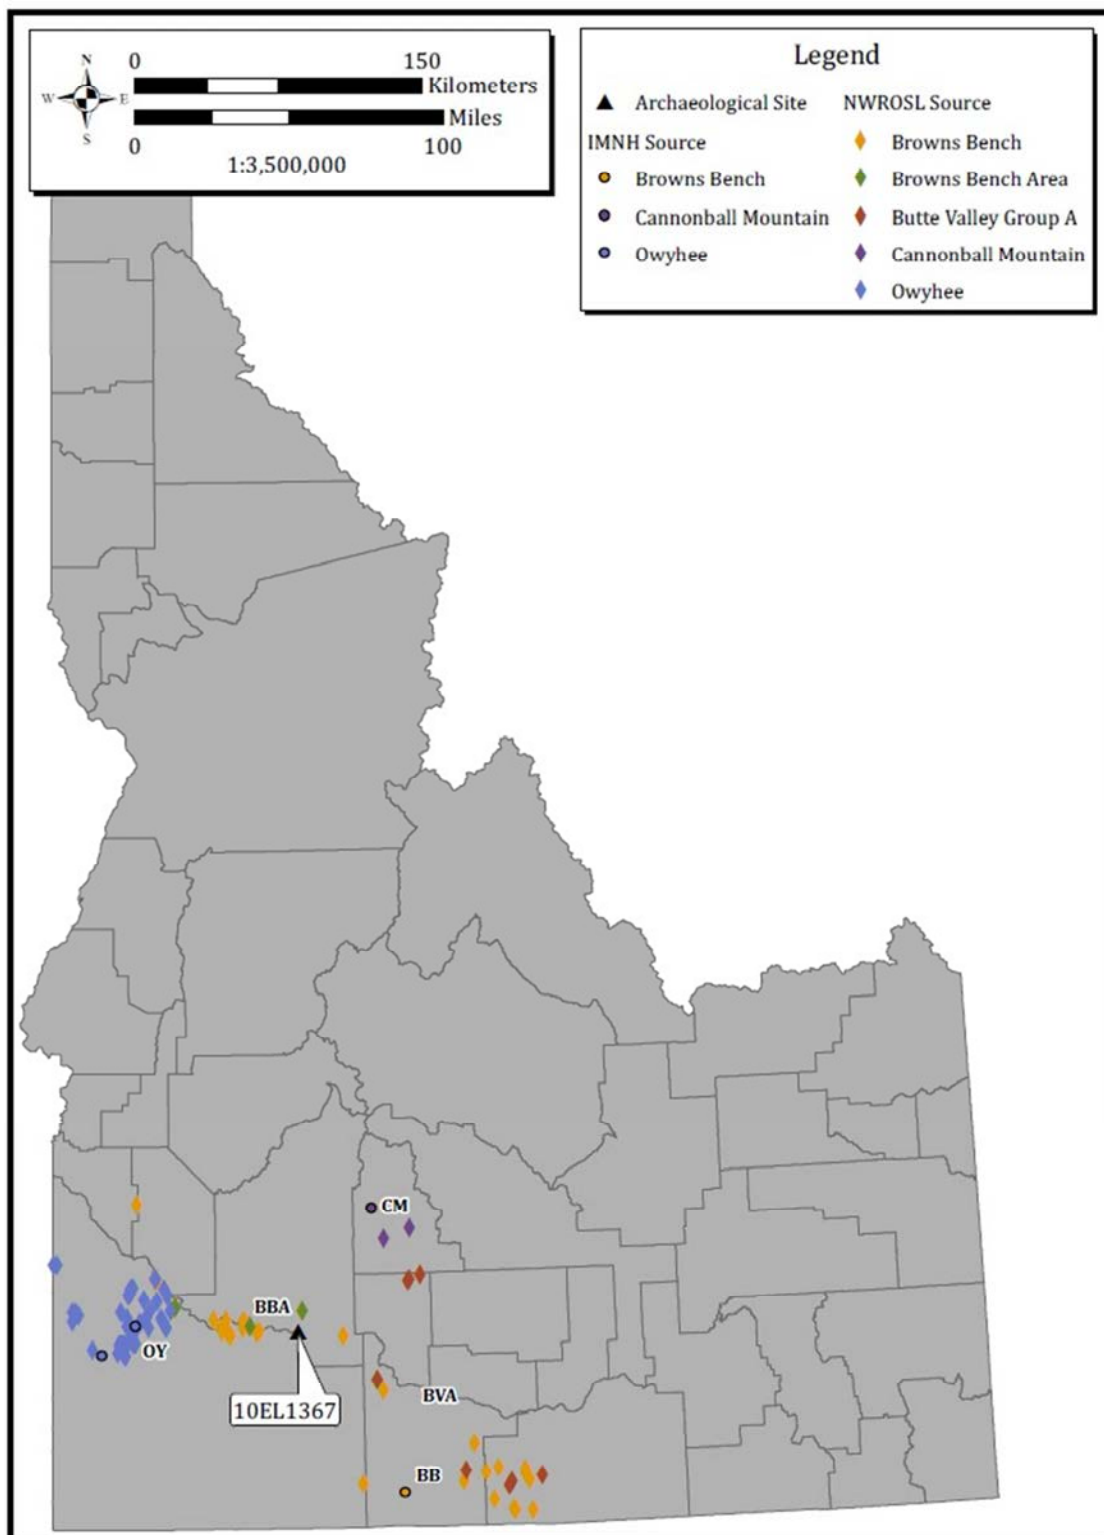 N
W E
S
0 150
Kilometers
Miles
0 100
1:3,500,000
Legend
Archaeological Site
IMNH Source
Browns Bench
Cannonball Mountain
Owyhee
NWROSL Source
Browns Bench
Browns Bench Area
Butte Valley Group A
Cannonball Mountain
Owyhee
CM
BBA
OY
10EL1367
BVA
BB